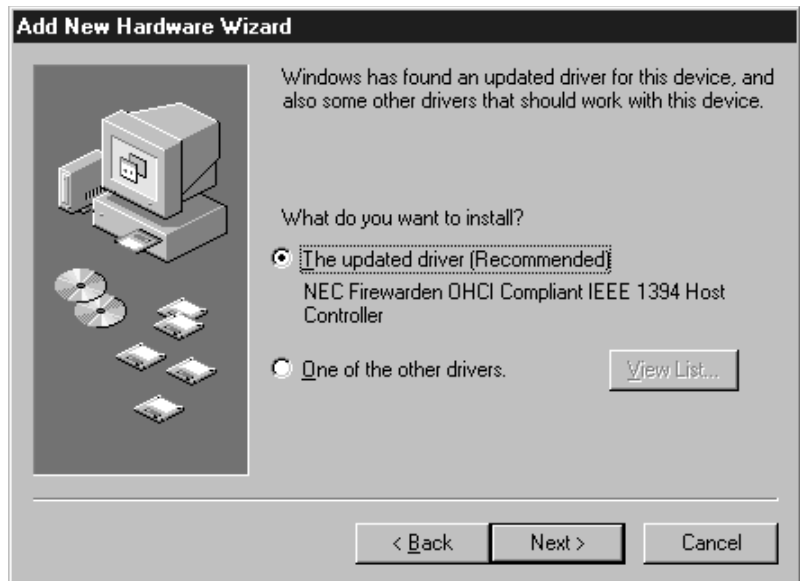 Add New Hardware Wizard
Windows has found an updated driver for this device, and
also some other drivers that should work with this device.
What do you want to install?
The updated driver (Recommended)
NEC Firewarden OHCI Compliant IEEE 1394 Host
Controller
One of the other drivers.
View List...
< Back
Next >
Cancel